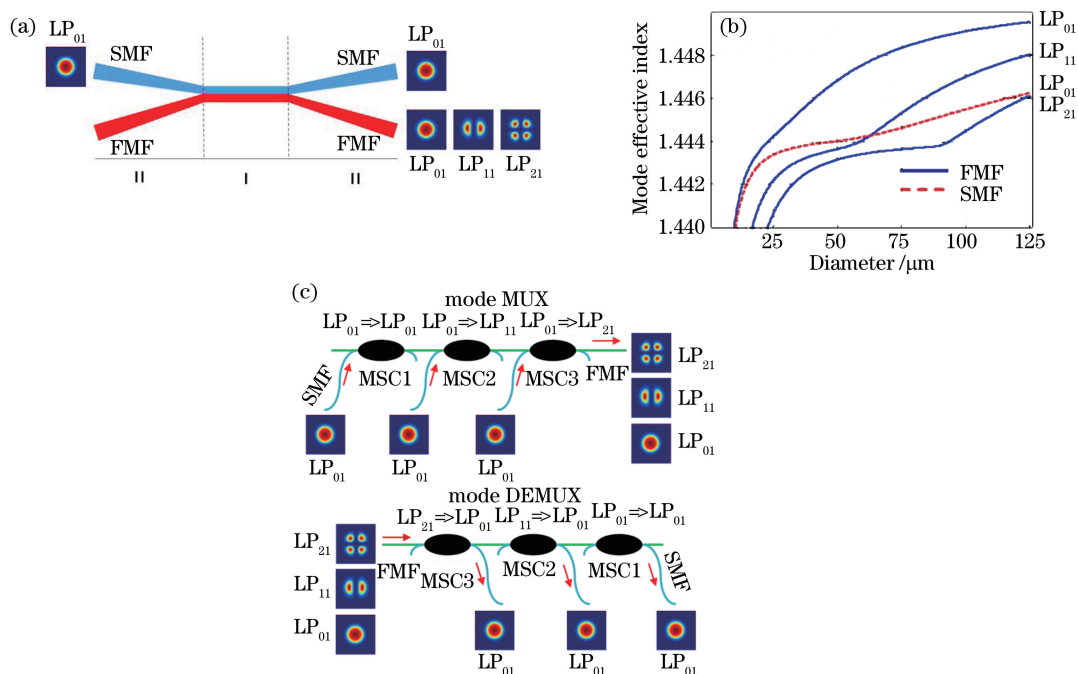 (a)
LP01
SMF
SMF
LP01
FMF
FMF
LP01 LP11 LP21
II I II
(b)
Mode effective index
1.448
1.446
1.444
1.442
1.440
25 50 75 100 125
Diameter /μm
LP01
LP11
LP01
LP21
FMF
SMF
(c)
mode MUX
LP01=>LP01 LP01=>LP11 LP01=>LP21
SMF
MSC1 MSC2 MSC3
FMF
LP01 LP01 LP01
LP21
LP11
LP01
mode DEMUX
LP21=>LP01 LP11=>LP01 LP01=>LP01
LP21
LP11
LP01
FMF
MSC3 MSC2 MSC1
SMF
LP01 LP01 LP01